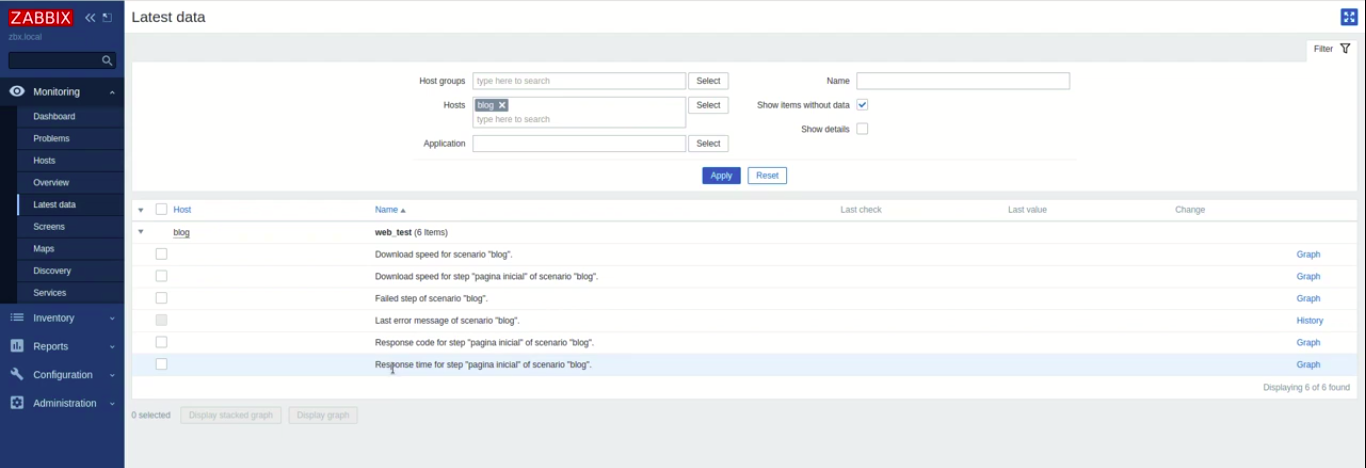 ZABBIX
zbx.local
Monitoring
Dashboard
Problems
Hosts
Overview
Latest data
Screens
Maps
Discovery
Services
Inventory
Reports
Configuration
Administration
Latest data
Filter
Host groups type here to search Select Name
Hosts blog Select Show items without data
type here to search
Show details
Application Select
Apply Reset
Host Name Last check Last value Change
blog web_test (6 Items)
Download speed for scenario "blog". Graph
Download speed for step "pagina inicial" of scenario "blog". Graph
Failed step of scenario "blog". Graph
Last error message of scenario "blog". History
Response code for step "pagina inicial" of scenario "blog". Graph
Response time for step "pagina inicial" of scenario "blog". Graph
Displaying 6 of 6 found
0 selected Display stacked graph Display graph